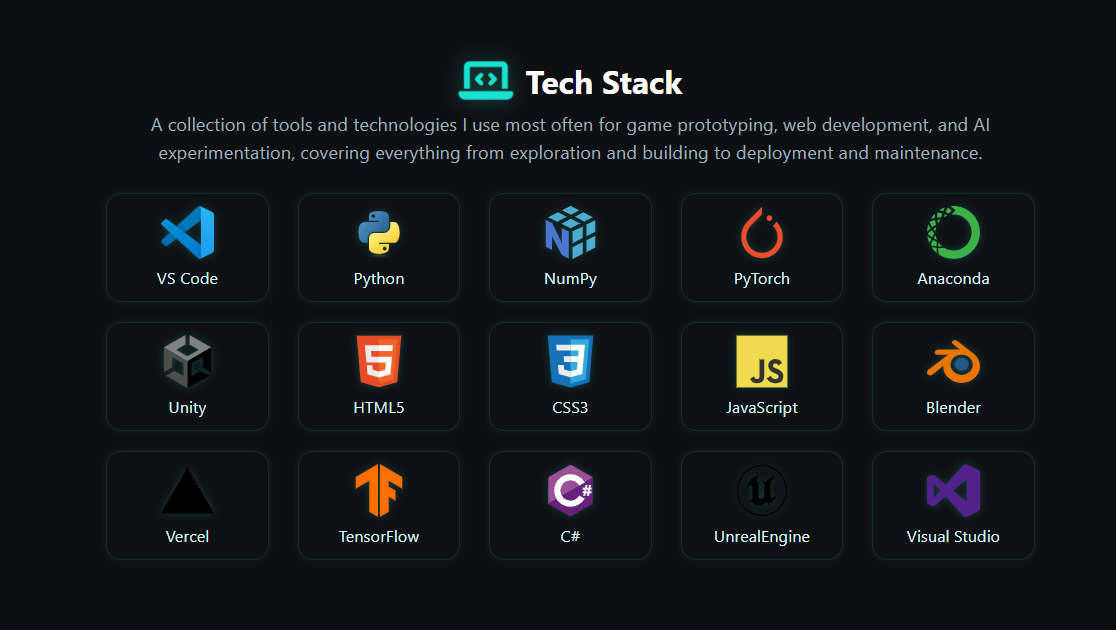 Tech Stack
A collection of tools and technologies I use most often for game prototyping, web development, and AI
experimentation, covering everything from exploration and building to deployment and maintenance.
VS Code
Python
NumPy
PyTorch
Anaconda
Unity
HTML5
CSS3
JS
JavaScript
Blender
Vercel
TensorFlow
C#
UnrealEngine
Visual Studio